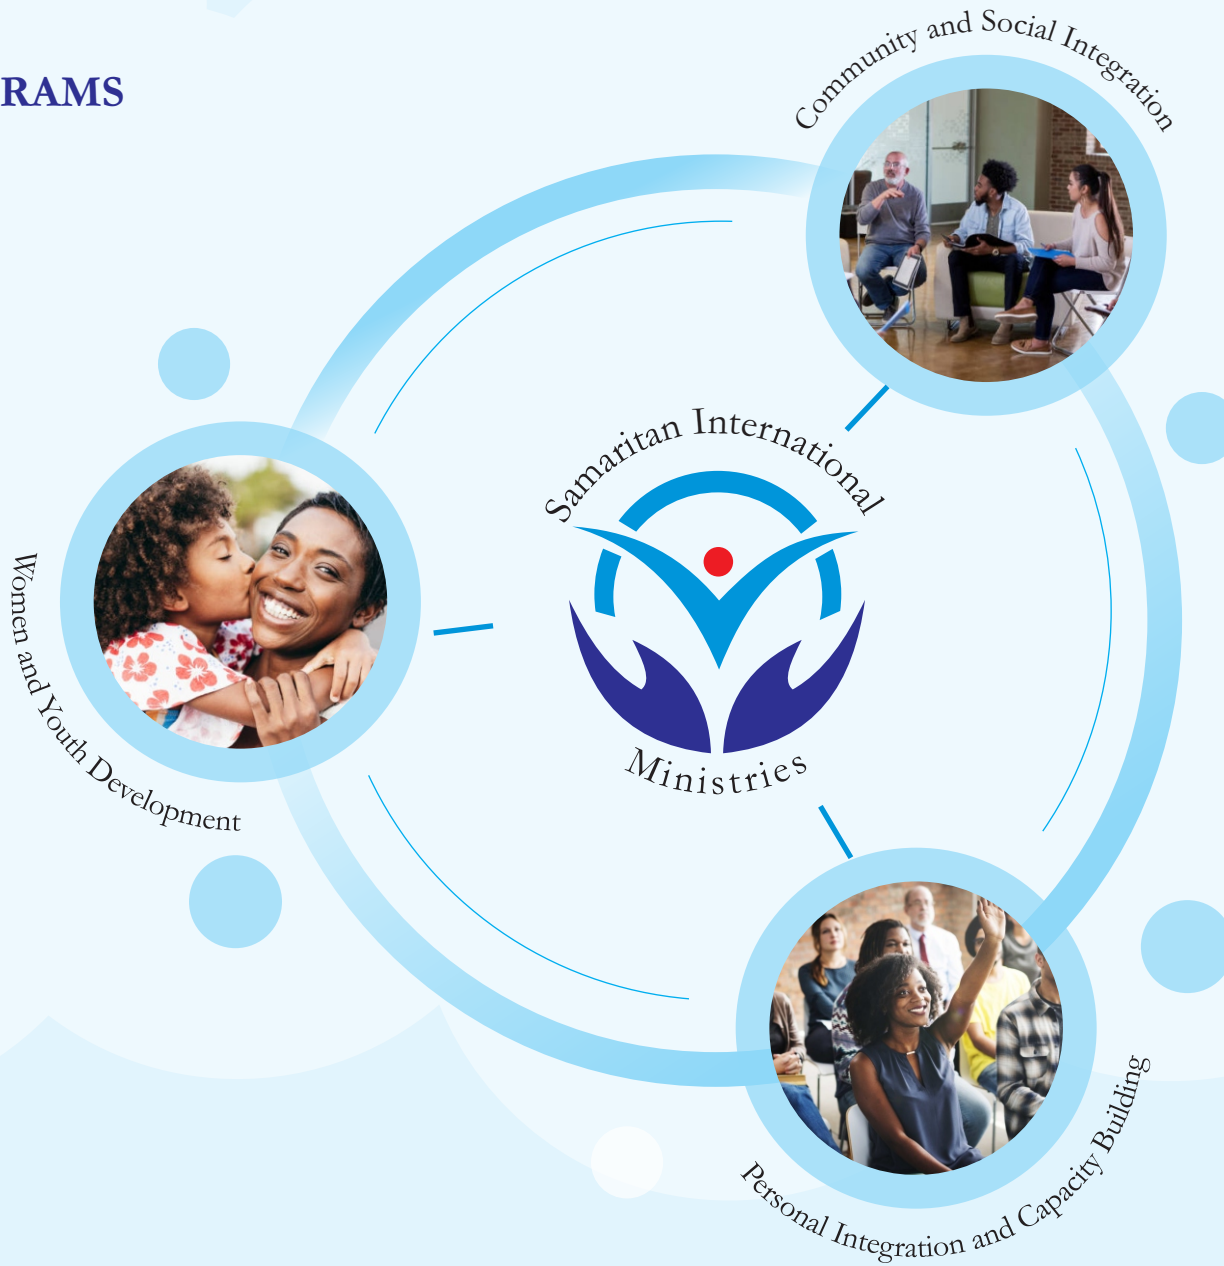 RAMS
Community and Social Integration
Samaritan International
Ministries
Women and Youth Development
Personal Integration and Capacity Building